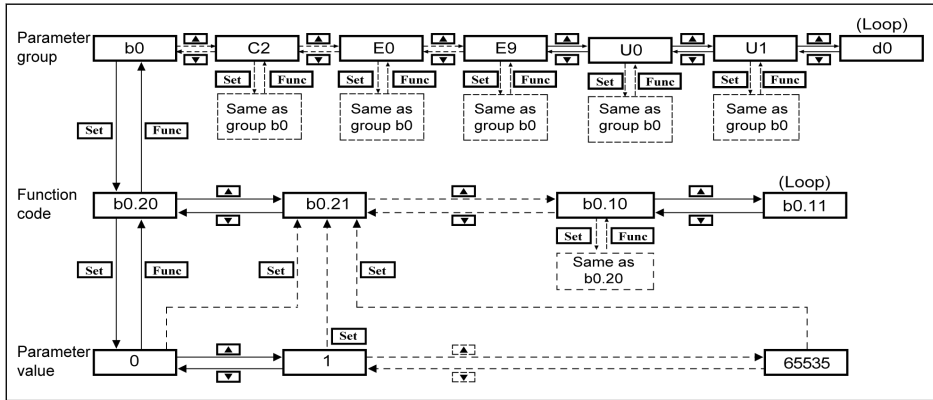 (Loop)
Parameter
group
b0
▲
▼
C2
▲
▼
E0
▲
▼
E9
▲
▼
U0
▲
▼
U1
▲
▼
d0
Set
Func
Set
Func
Set
Func
Set
Func
Set
Func
Same as
group b0
Same as
group b0
Same as
group b0
Same as
group b0
Same as
group b0
Set
Func
Function
code
(Loop)
b0.20
▲
▼
b0.21
▲
▼
b0.10
▲
▼
b0.11
Set
Func
Same as
b0.20
Set
Func
Set
Set
Set
Parameter
value
0
▲
▼
1
▲
▼
65535